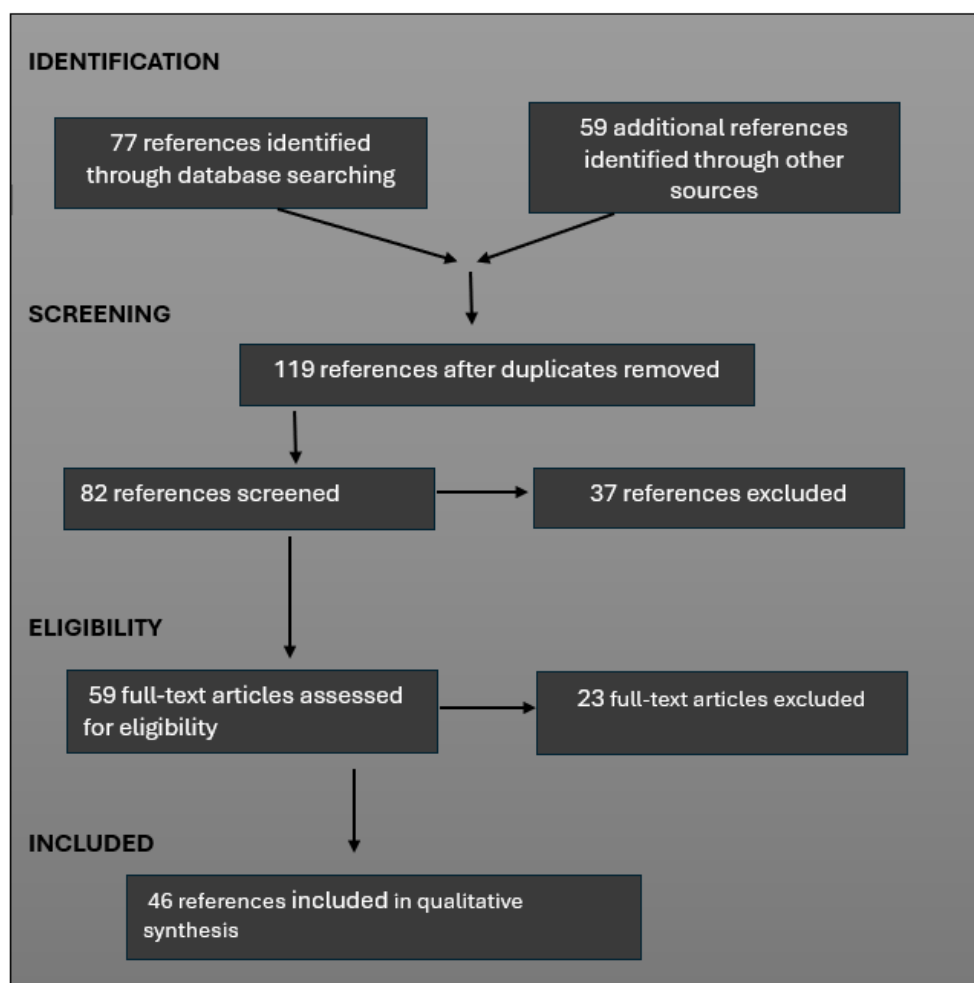 IDENTIFICATION
77 references identified
through database searching
59 additional references
identified through other
sources
SCREENING
119 references after duplicates removed
82 references screened
37 references excluded
ELIGIBILITY
59 full-text articles assessed
for eligibility
23 full-text articles excluded
INCLUDED
46 references included in qualitative
synthesis